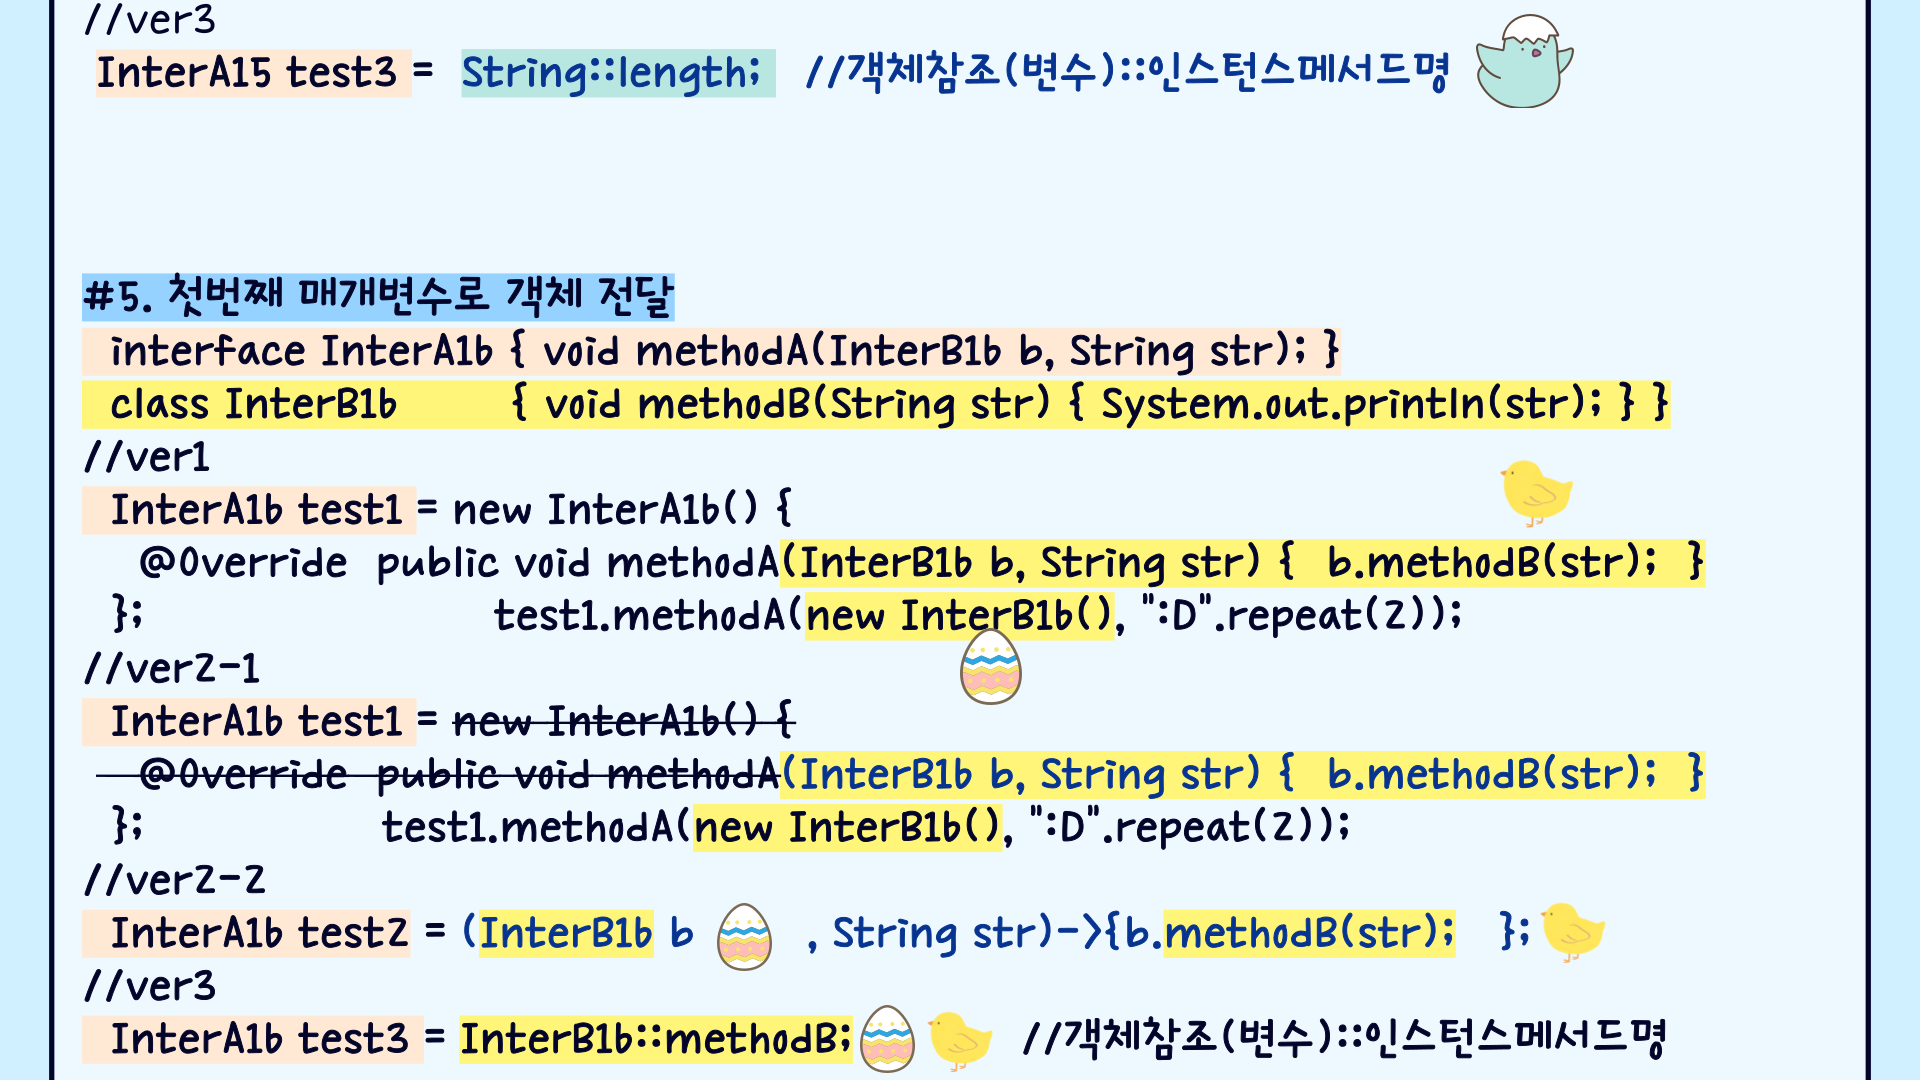 //ver3
InterA15 test3 = String::length; //객체참조(변수)::인스턴스메서드명
#5. 첫번째 매개변수로 객체 전달
interface InterA1b { void methodA(InterB1b b, String str); }
class InterB1b { void methodB(String str) { System.out.println(str); } }
//ver1
InterA1b test1 = new InterA1b() {
@Override public void methodA(InterB1b b, String str) { b.methodB(str); }
}; test1.methodA(new InterB1b(), ":D".repeat(2));
//ver2-1
InterA1b test1 = new InterA1b() {
@Override public void methodA(InterB1b b, String str) { b.methodB(str); }
}; test1.methodA(new InterB1b(), ":D".repeat(2));
//ver2-2
InterA1b test2 = (InterB1b b , String str)->{b.methodB(str); };
//ver3
InterA1b test3 = InterB1b::methodB; //객체참조(변수)::인스턴스메서드명